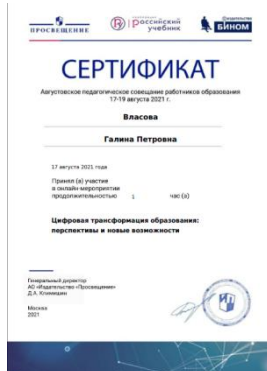 ПРОСВЕЩЕНИЕ
российский
учебник
Издательство
БИНОМ
СЕРТИФИКАТ
Августовское педагогическое совещание работников образования
17-19 августа 2021 г.
Власова
Галина Петровна
17 августа 2021 года
Принял (а) участие
в онлайн-мероприятии
продолжительностью 1 час (а)
Цифровая трансформация образования:
перспективы и новые возможности
Генеральный директор
АО «Издательство «Просвещение»
Д.А. Климишин
Москва
2021